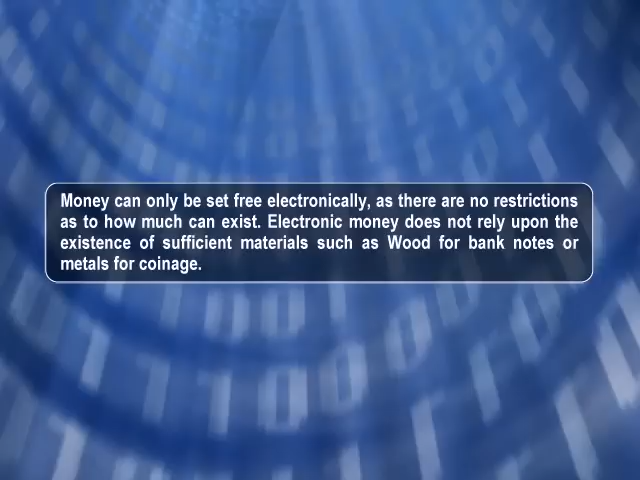 Money can only be set free electronically, as there are no restrictions
as to how much can exist. Electronic money does not rely upon the
existence of sufficient materials such as Wood for bank notes or
metals for coinage.